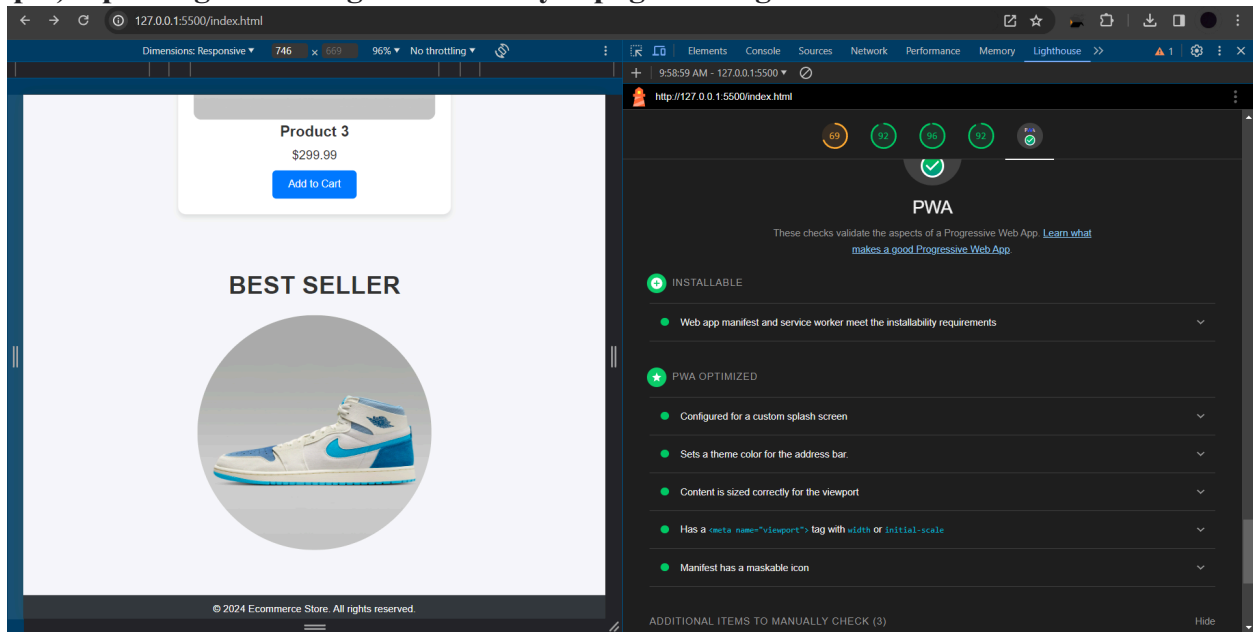 127.0.0.1:5500/index.html
Dimensions: Responsive ▼ 746 x 669 96% ▼ No throttling ▼
Elements Console Sources Network Performance Memory Lighthouse >> 1
9:58:59 AM - 127.0.0.1:5500 ▼
http://127.0.0.1:5500/index.html
69 92 96 92 PWA
Product 3
$299.99
Add to Cart
BEST SELLER
© 2024 Ecommerce Store. All rights reserved.
PWA
These checks validate the aspects of a Progressive Web App. Learn what
makes a good Progressive Web App.
INSTALLABLE
Web app manifest and service worker meet the installability requirements
PWA OPTIMIZED
Configured for a custom splash screen
Sets a theme color for the address bar.
Content is sized correctly for the viewport
Has a <meta name="viewport"> tag with width or initial-scale
Manifest has a maskable icon
ADDITIONAL ITEMS TO MANUALLY CHECK (3) Hide